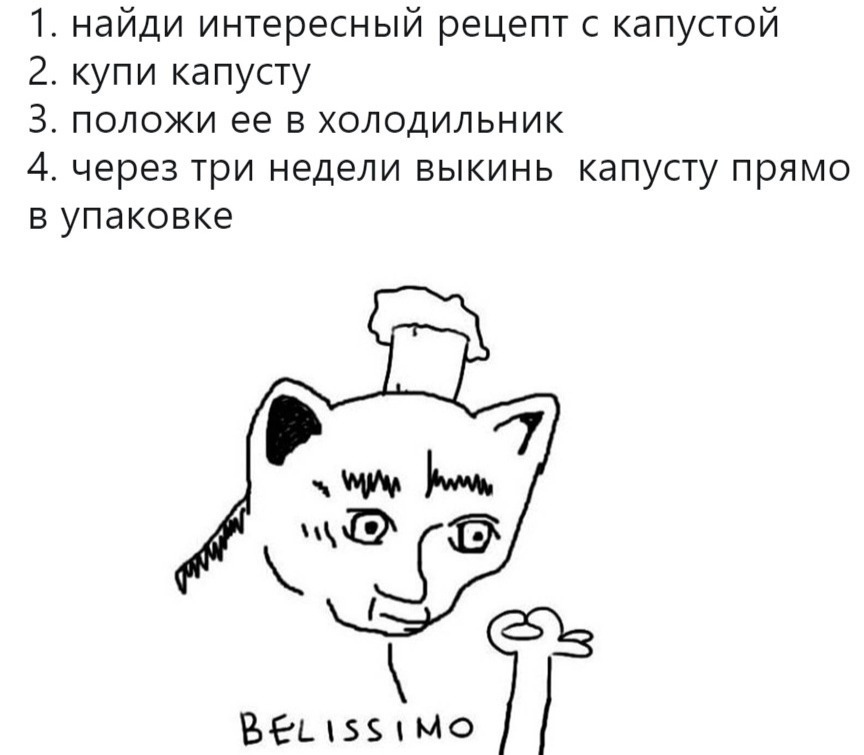 1. найди интересный рецепт с капустой
2. купи капусту
3. положи ее в холодильник
4. через три недели выкинь капусту прямо
в упаковке
BELISSIMO